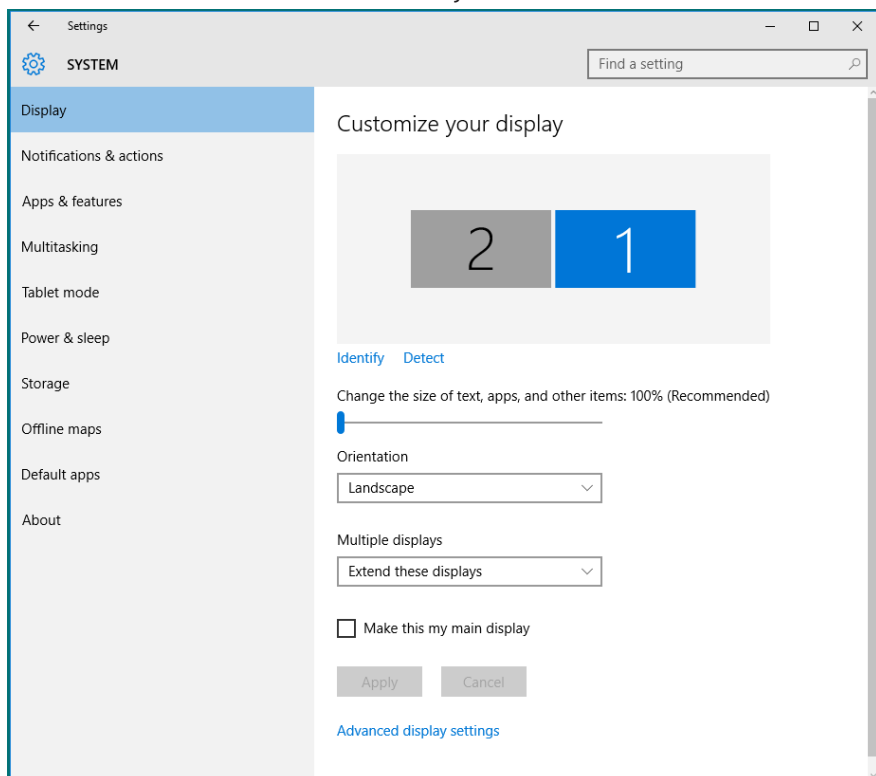 Settings
SYSTEM
Find a setting
Display
Notifications & actions
Apps & features
Multitasking
Tablet mode
Power & sleep
Storage
Offline maps
Default apps
About
Customize your display
2 1
Identify Detect
Change the size of text, apps, and other items: 100% (Recommended)
Orientation
Landscape
Multiple displays
Extend these displays
Make this my main display
Apply Cancel
Advanced display settings